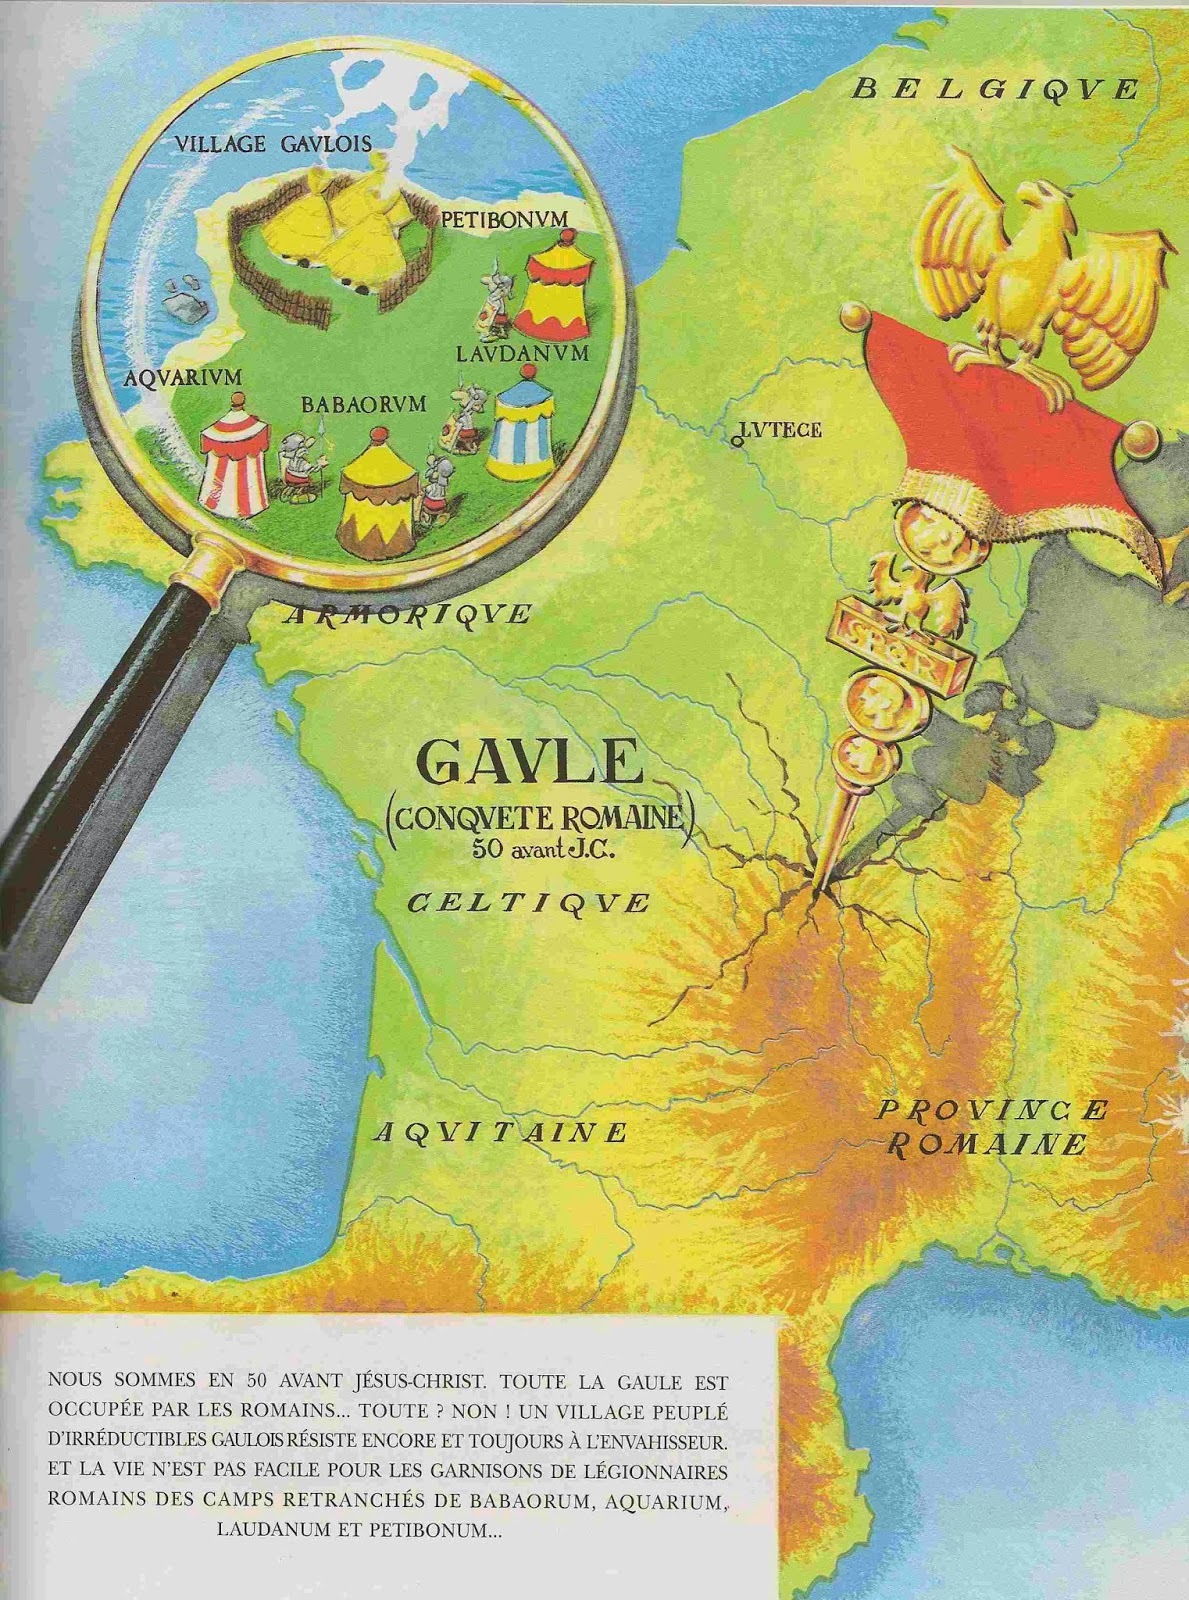 BELGIQVE
VILLAGE GAVLOIS
PETIBONVM
LAVDANVM
AQVARIVM
BABAORVM
LVTECE
ARMORIQVE
SPQR
GAVLE
(CONQVETE ROMAINE)
50 avant J.C.
CELTIQVE
PROVINCE
ROMAINE
AQVITAINE
NOUS SOMMES EN 50 AVANT JÉSUS-CHRIST. TOUTE LA GAULE EST
OCCUPÉE PAR LES ROMAINS... TOUTE ? NON ! UN VILLAGE PEUPLÉ
D'IRRÉDUCTIBLES GAULOIS RÉSISTE ENCORE ET TOUJOURS À L'ENVAHISSEUR.
ET LA VIE N'EST PAS FACILE POUR LES GARNISONS DE LÉGIONNAIRES
ROMAINS DES CAMPS RETRANCHÉS DE BABAORUM, AQUARIUM,
LAUDANUM ET PETIBONUM...